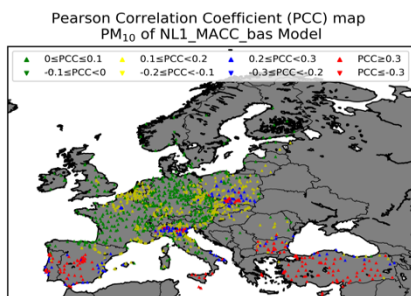 Pearson Correlation Coefficient (PCC) map
PM₁₀ of NL1_MACC_bas Model
0≤PCC≤0.1 0.1≤PCC<0.2 0.2≤PCC<0.3 PCC≥0.3
-0.1≤PCC<0 -0.2≤PCC<-0.1 -0.3≤PCC<-0.2 PCC≤-0.3